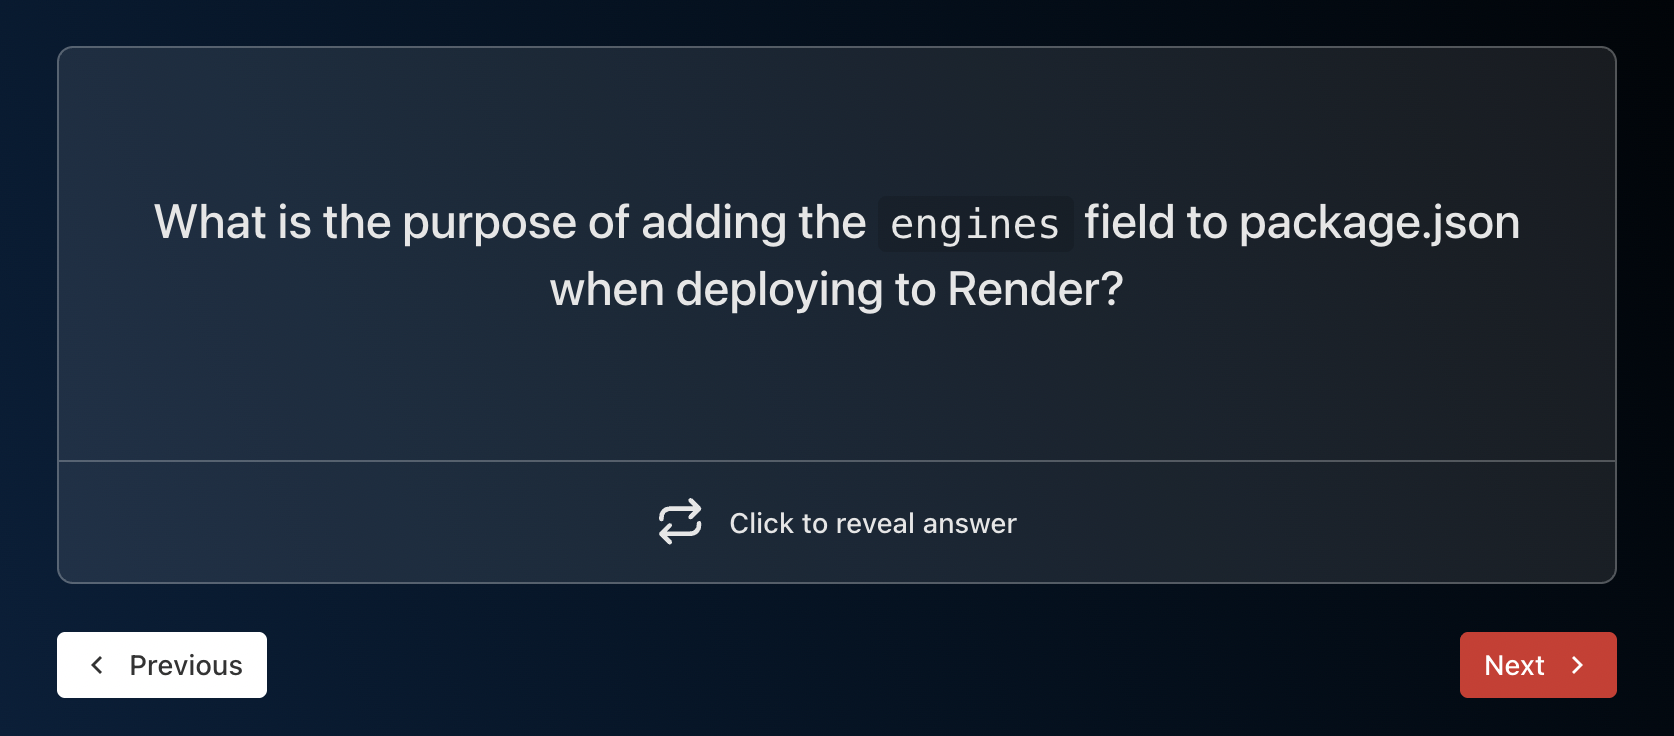 What is the purpose of adding the engines field to package.json
when deploying to Render?
Click to reveal answer
Previous
Next